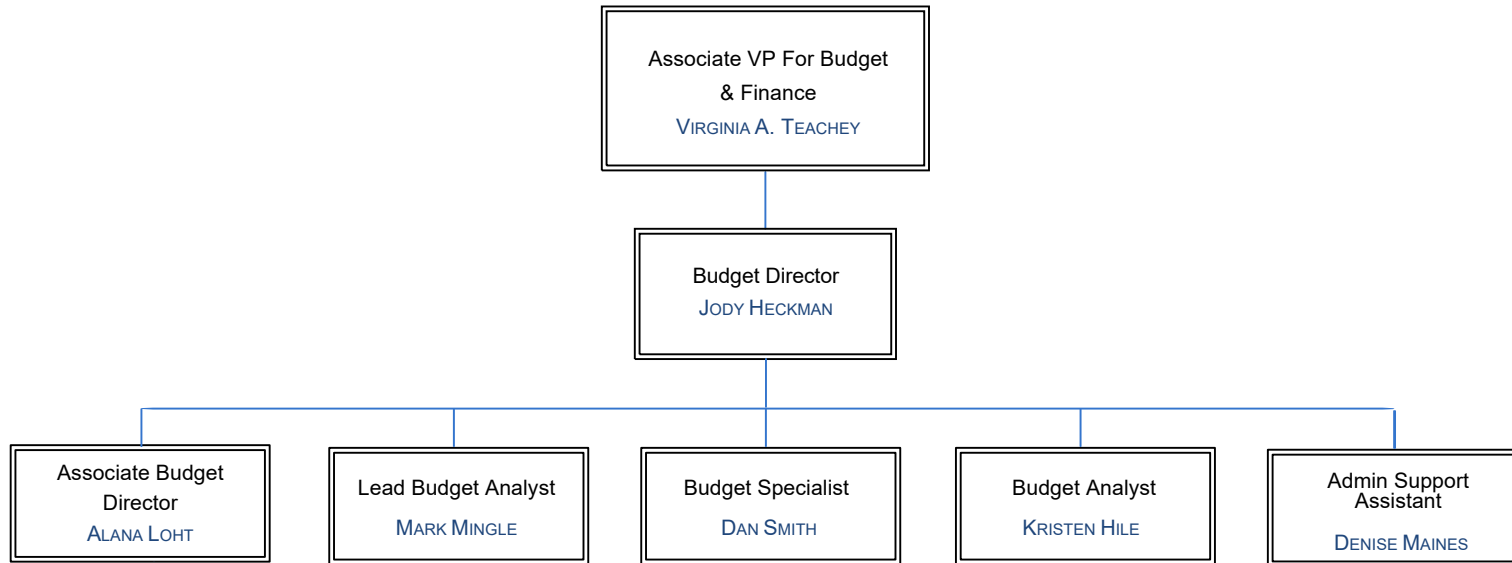 Associate VP For Budget
& Finance
VIRGINIA A. TEACHEY
Budget Director
JODY HECKMAN
Associate Budget
Director
ALANA LOHT
Lead Budget Analyst
MARK MINGLE
Budget Specialist
DAN SMITH
Budget Analyst
KRISTEN HILE
Admin Support
Assistant
DENISE MAINES